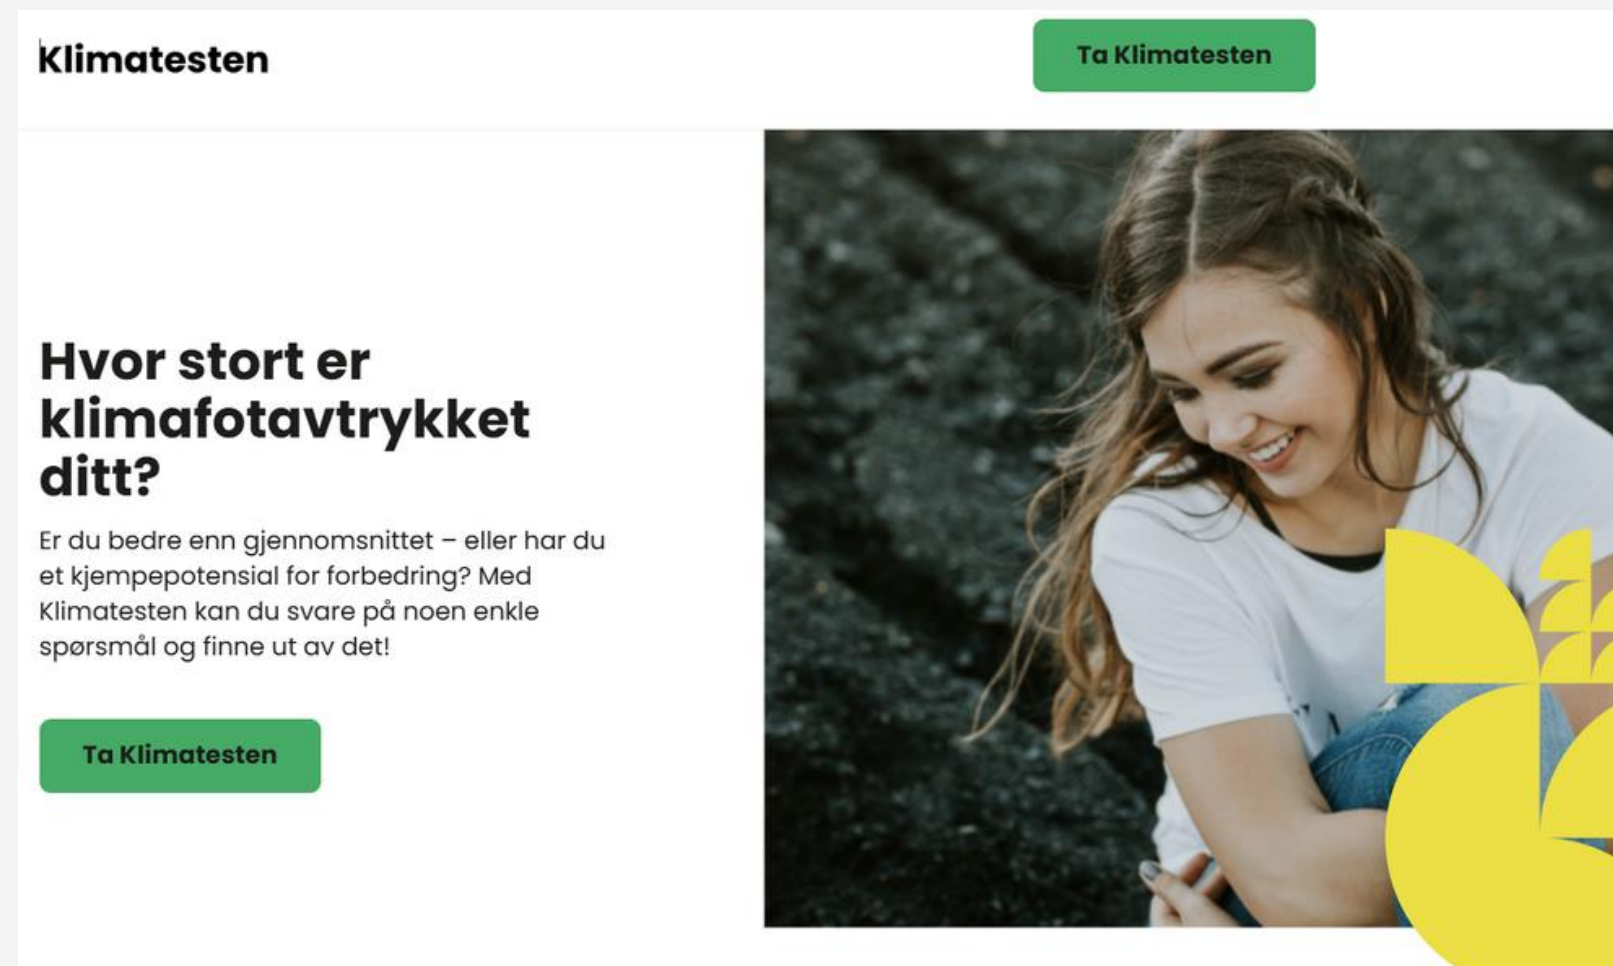 Klimatesten
Ta Klimatesten
Hvor stort er
klimafotavtrykket
ditt?
Er du bedre enn gjennomsnittet – eller har du
et kjempepotensial for forbedring? Med
Klimatesten kan du svare på noen enkle
spørsmål og finne ut av det!
Ta Klimatesten